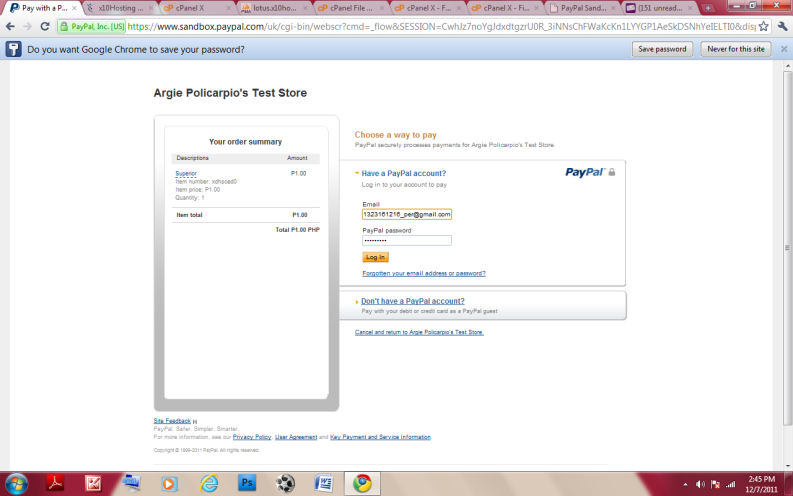 Pay with a P...
x10Hosting ...
cPanel X
lotus.x10ho...
cPanel File ...
cPanel X - F...
cPanel X - Fi...
PayPal Sand...
(151 unread...
PayPal, Inc. [US]
https://www.sandbox.paypal.com/uk/cgi-bin/webscr?cmd=_flow&SESSION=CwhJz7noYgJdxdtgzrU0R_3iNNsChFWaKcKn1LYYGP1AeSkDSNhYeIELTI0&disp
Do you want Google Chrome to save your password?
Save password
Never for this site
Argie Policarpio's Test Store
Your order summary
Descriptions
Amount
Superior
P1.00
Item number: xdhscad0
Item price: P1.00
Quantity: 1
Item total
P1.00
Total P1.00 PHP
Choose a way to pay
PayPal securely processes payments for Argie Policarpio's Test Store.
Have a PayPal account?
PayPal
Log in to your account to pay
Email
1323161216_per@gmail.com
PayPal password
Log In
Forgotten your email address or password?
Don't have a PayPal account?
Pay with your debit or credit card as a PayPal guest
Cancel and return to Argie Policarpio's Test Store.
Site Feedback [+]
PayPal. Safer. Simpler. Smarter.
For more information, see our Privacy Policy, User Agreement and Key Payment and Service Information.
Copyright © 1999-2011 PayPal. All rights reserved.
Ps
2:45 PM
12/7/2011